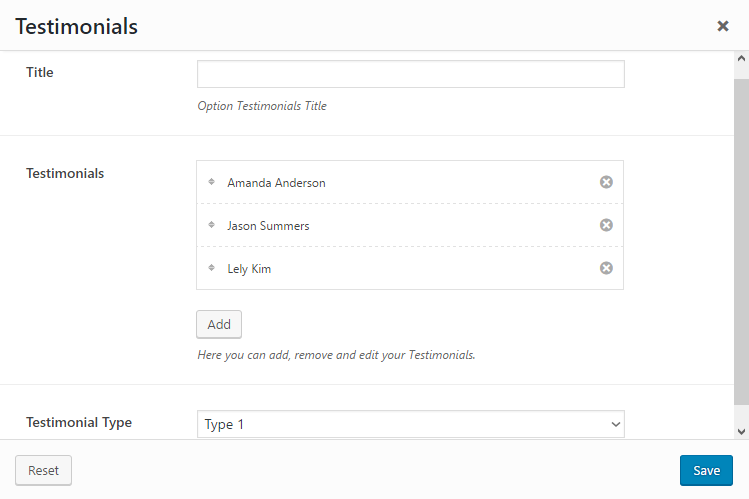 Testimonials
Title
Option Testimonials Title
Testimonials
Amanda Anderson
Jason Summers
Lely Kim
Add
Here you can add, remove and edit your Testimonials.
Testimonial Type
Type 1
Reset
Save